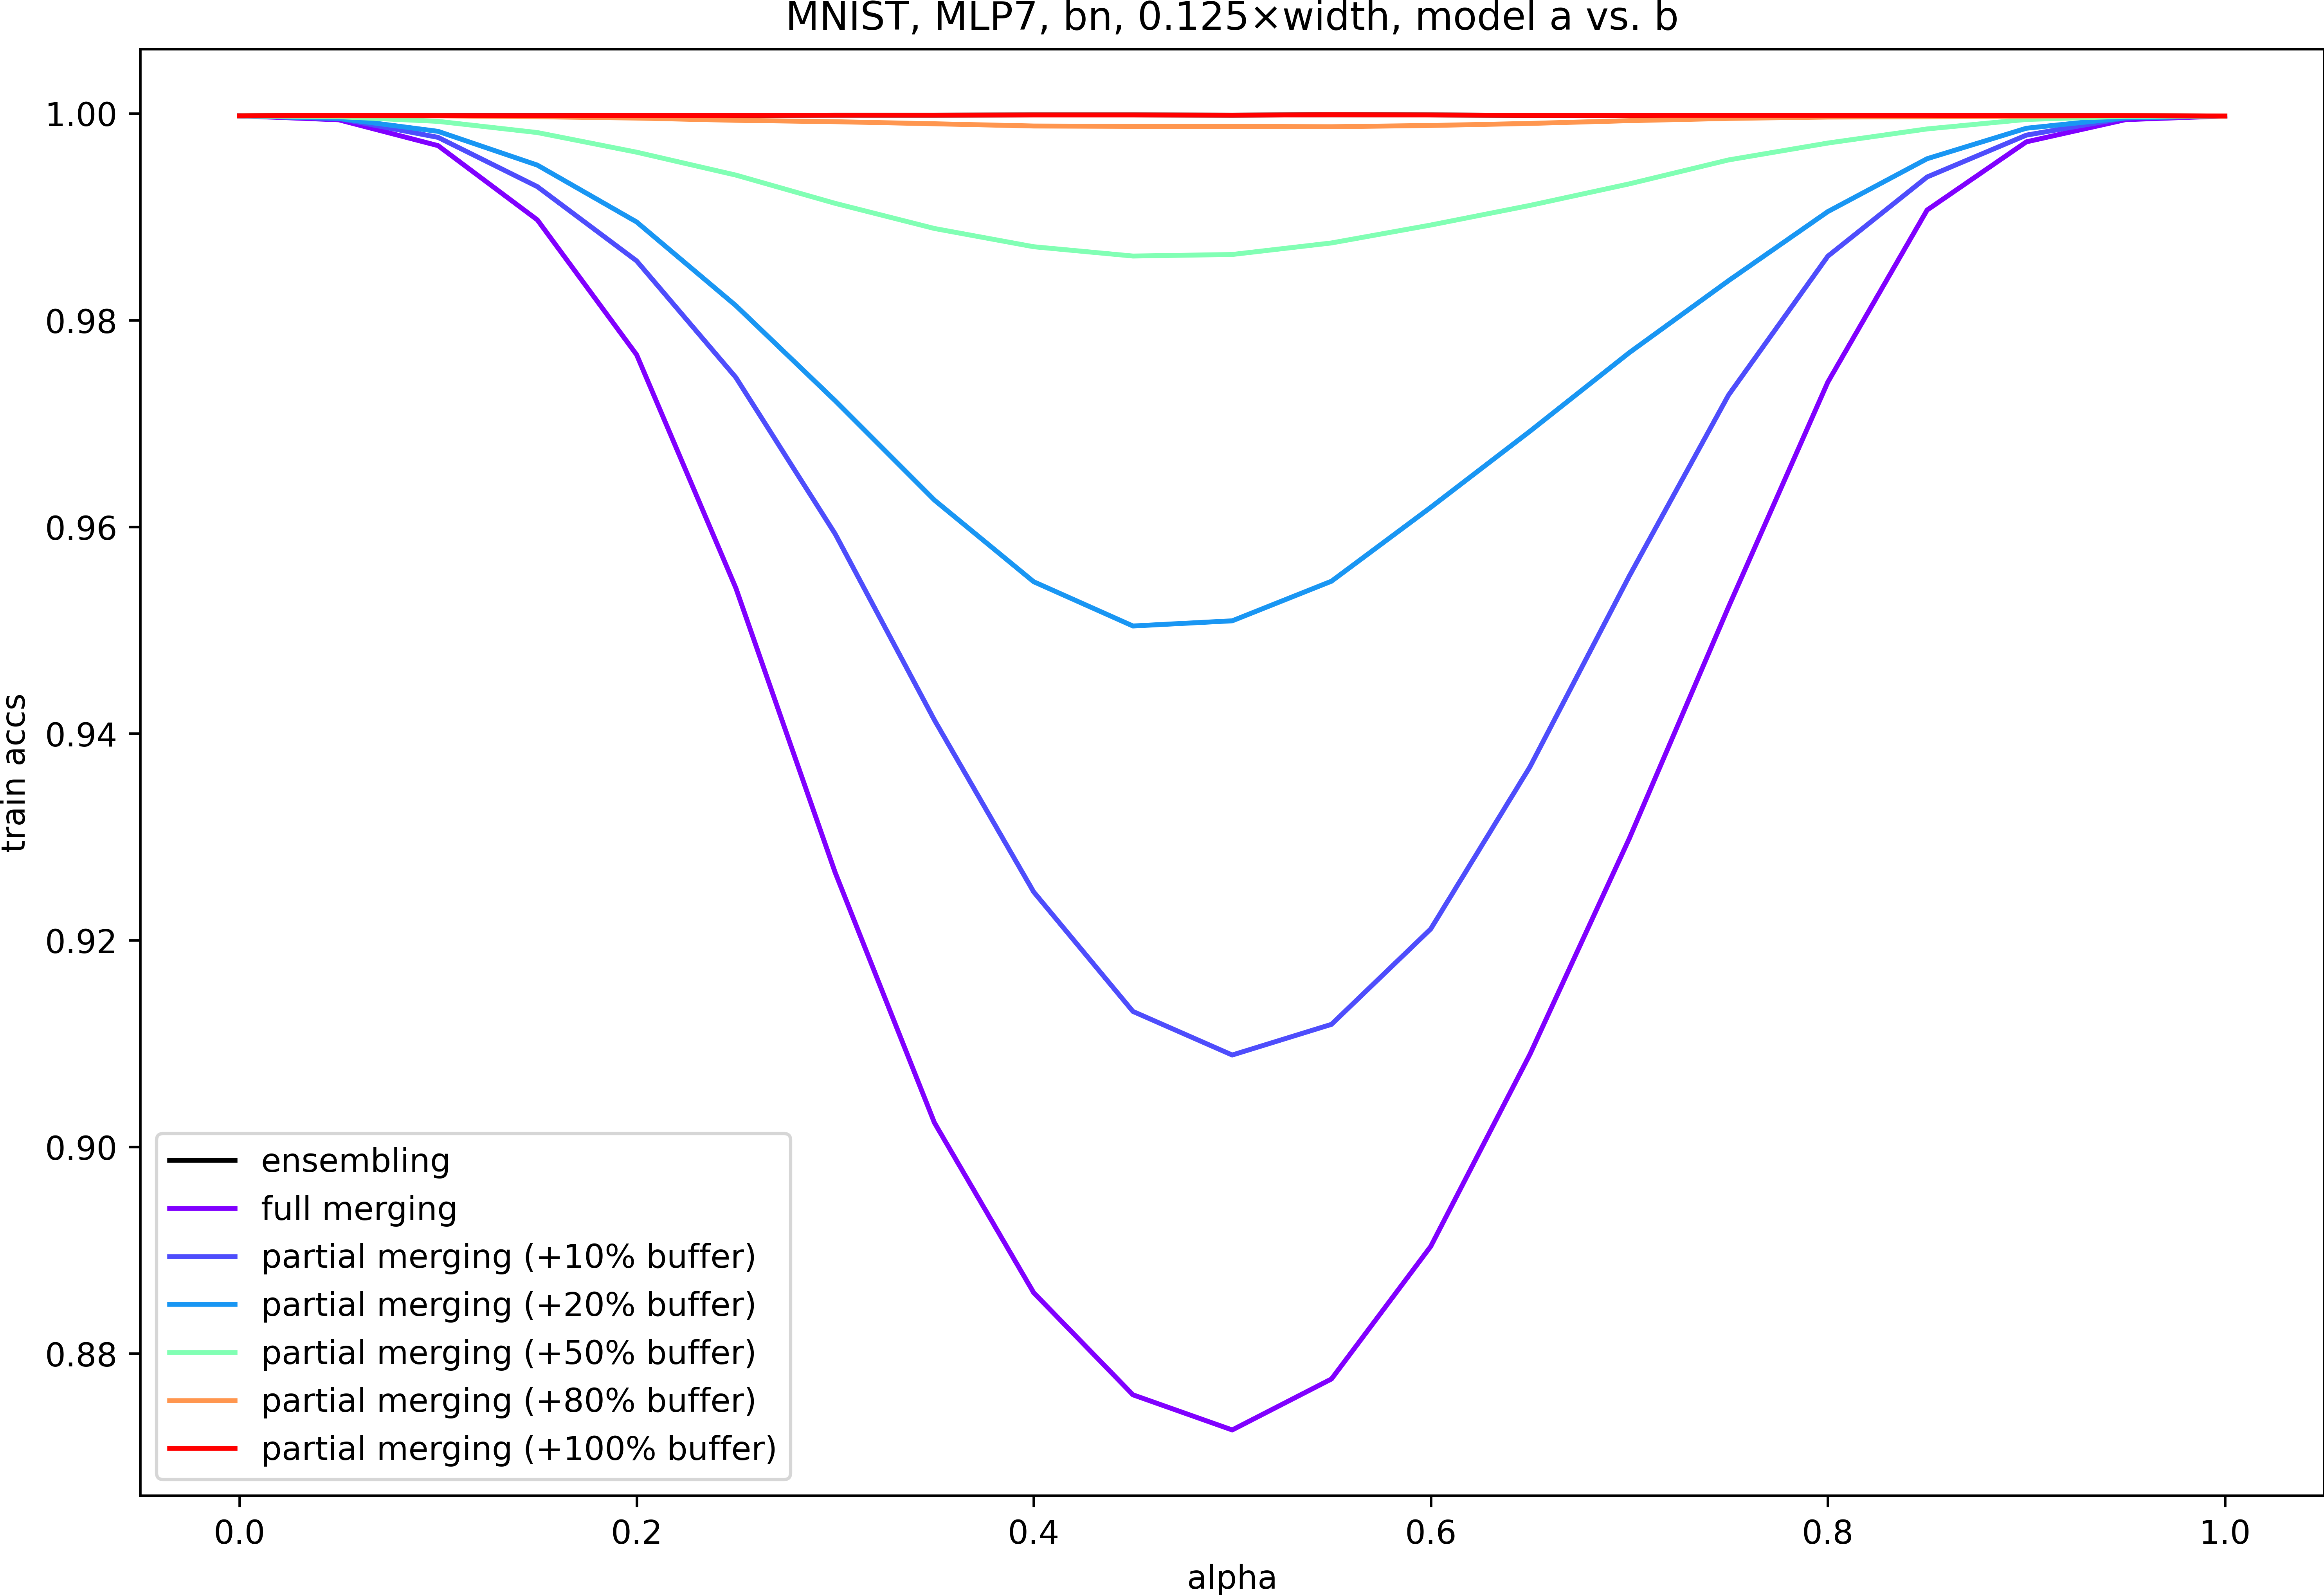 MNIST, MLP7, bn, 0.125×width, model a vs. b
1.00
0.98
0.96
0.94
0.92
0.90
0.88
train accs
ensembling
full merging
partial merging (+10% buffer)
partial merging (+20% buffer)
partial merging (+50% buffer)
partial merging (+80% buffer)
partial merging (+100% buffer)
0.0 0.2 0.4 0.6 0.8 1.0
alpha